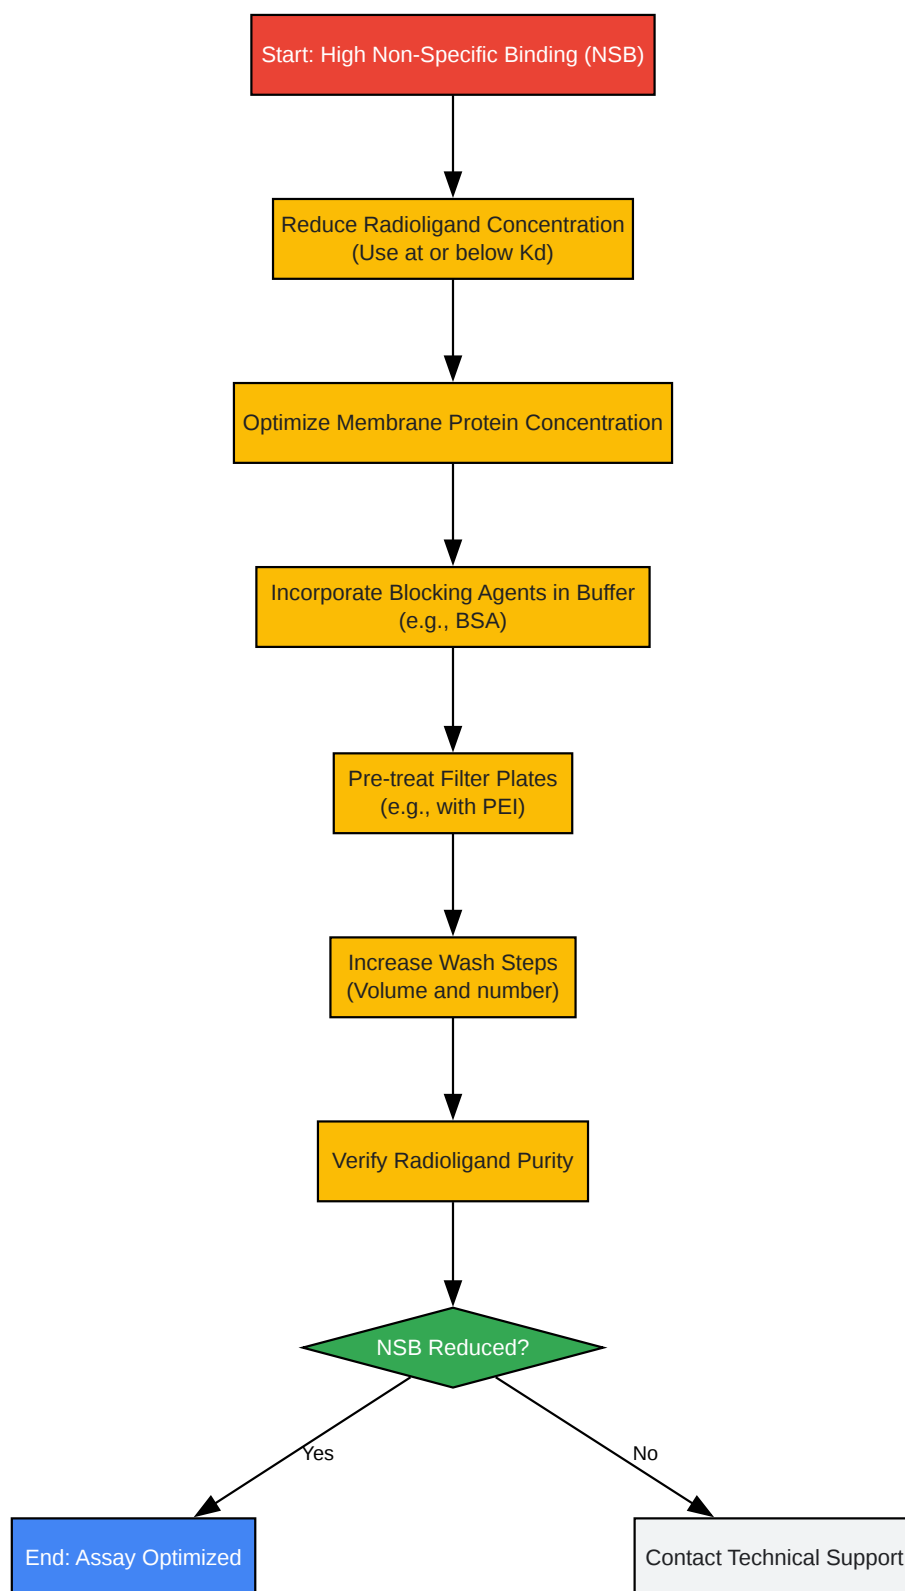 Start: High Non-Specific Binding (NSB)
Reduce Radioligand Concentration
(Use at or below Kd)
Optimize Membrane Protein Concentration
Incorporate Blocking Agents in Buffer
(e.g., BSA)
Pre-treat Filter Plates
(e.g., with PEI)
Increase Wash Steps
(Volume and number)
Verify Radioligand Purity
NSB Reduced?
Yes
No
End: Assay Optimized
Contact Technical Support